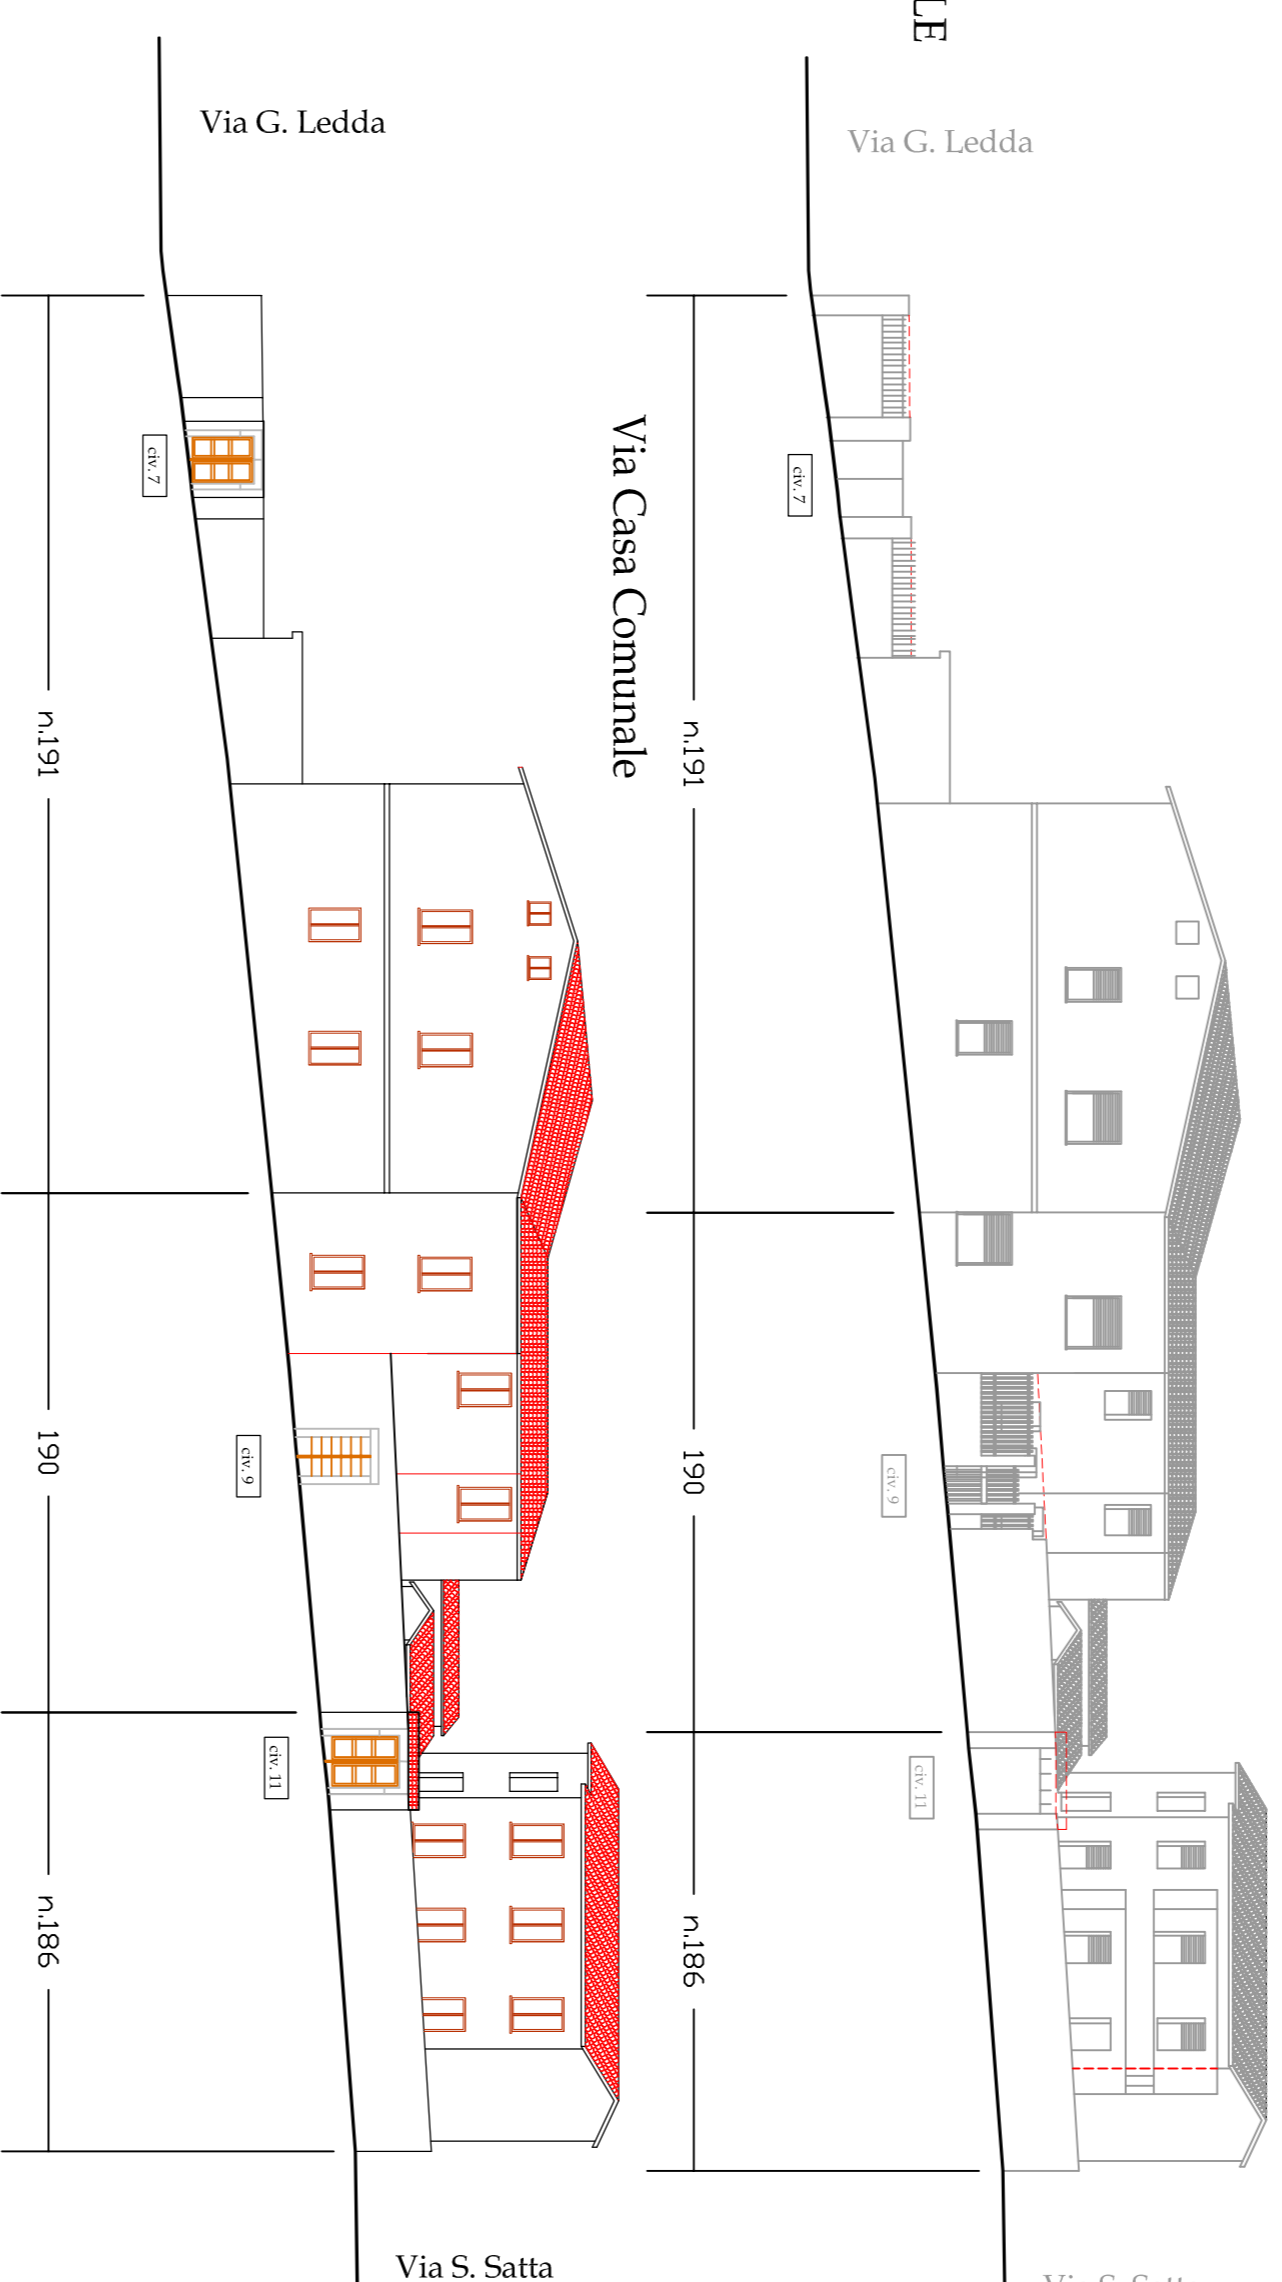 LE
Via G. Ledda
civ. 7
civ. 9
civ. 11
n.191
190
n.186
Via Casa Comunale
Via G. Ledda
civ. 7
civ. 9
civ. 11
Via S. Satta
n.191
190
n.186